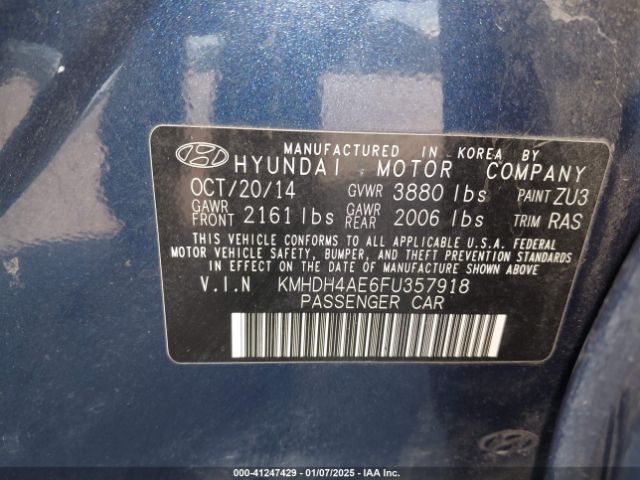 MANUFACTURED IN KOREA BY
HYUNDAI MOTOR COMPANY
OCT/20/14 GVWR 3880 lbs PAINT ZU3
GAWR FRONT 2161 lbs GAWR REAR 2006 lbs TRIM RAS
THIS VEHICLE CONFORMS TO ALL APPLICABLE U.S.A. FEDERAL
MOTOR VEHICLE SAFETY, BUMPER, AND THEFT PREVENTION
STANDARDS IN EFFECT ON THE DATE OF MANUFACTURE SHOWN ABOVE
V.I.N KMHDH4AE6FU357918
PASSENGER CAR
000-41247429 — 01/07/2025 — IAAI.COM